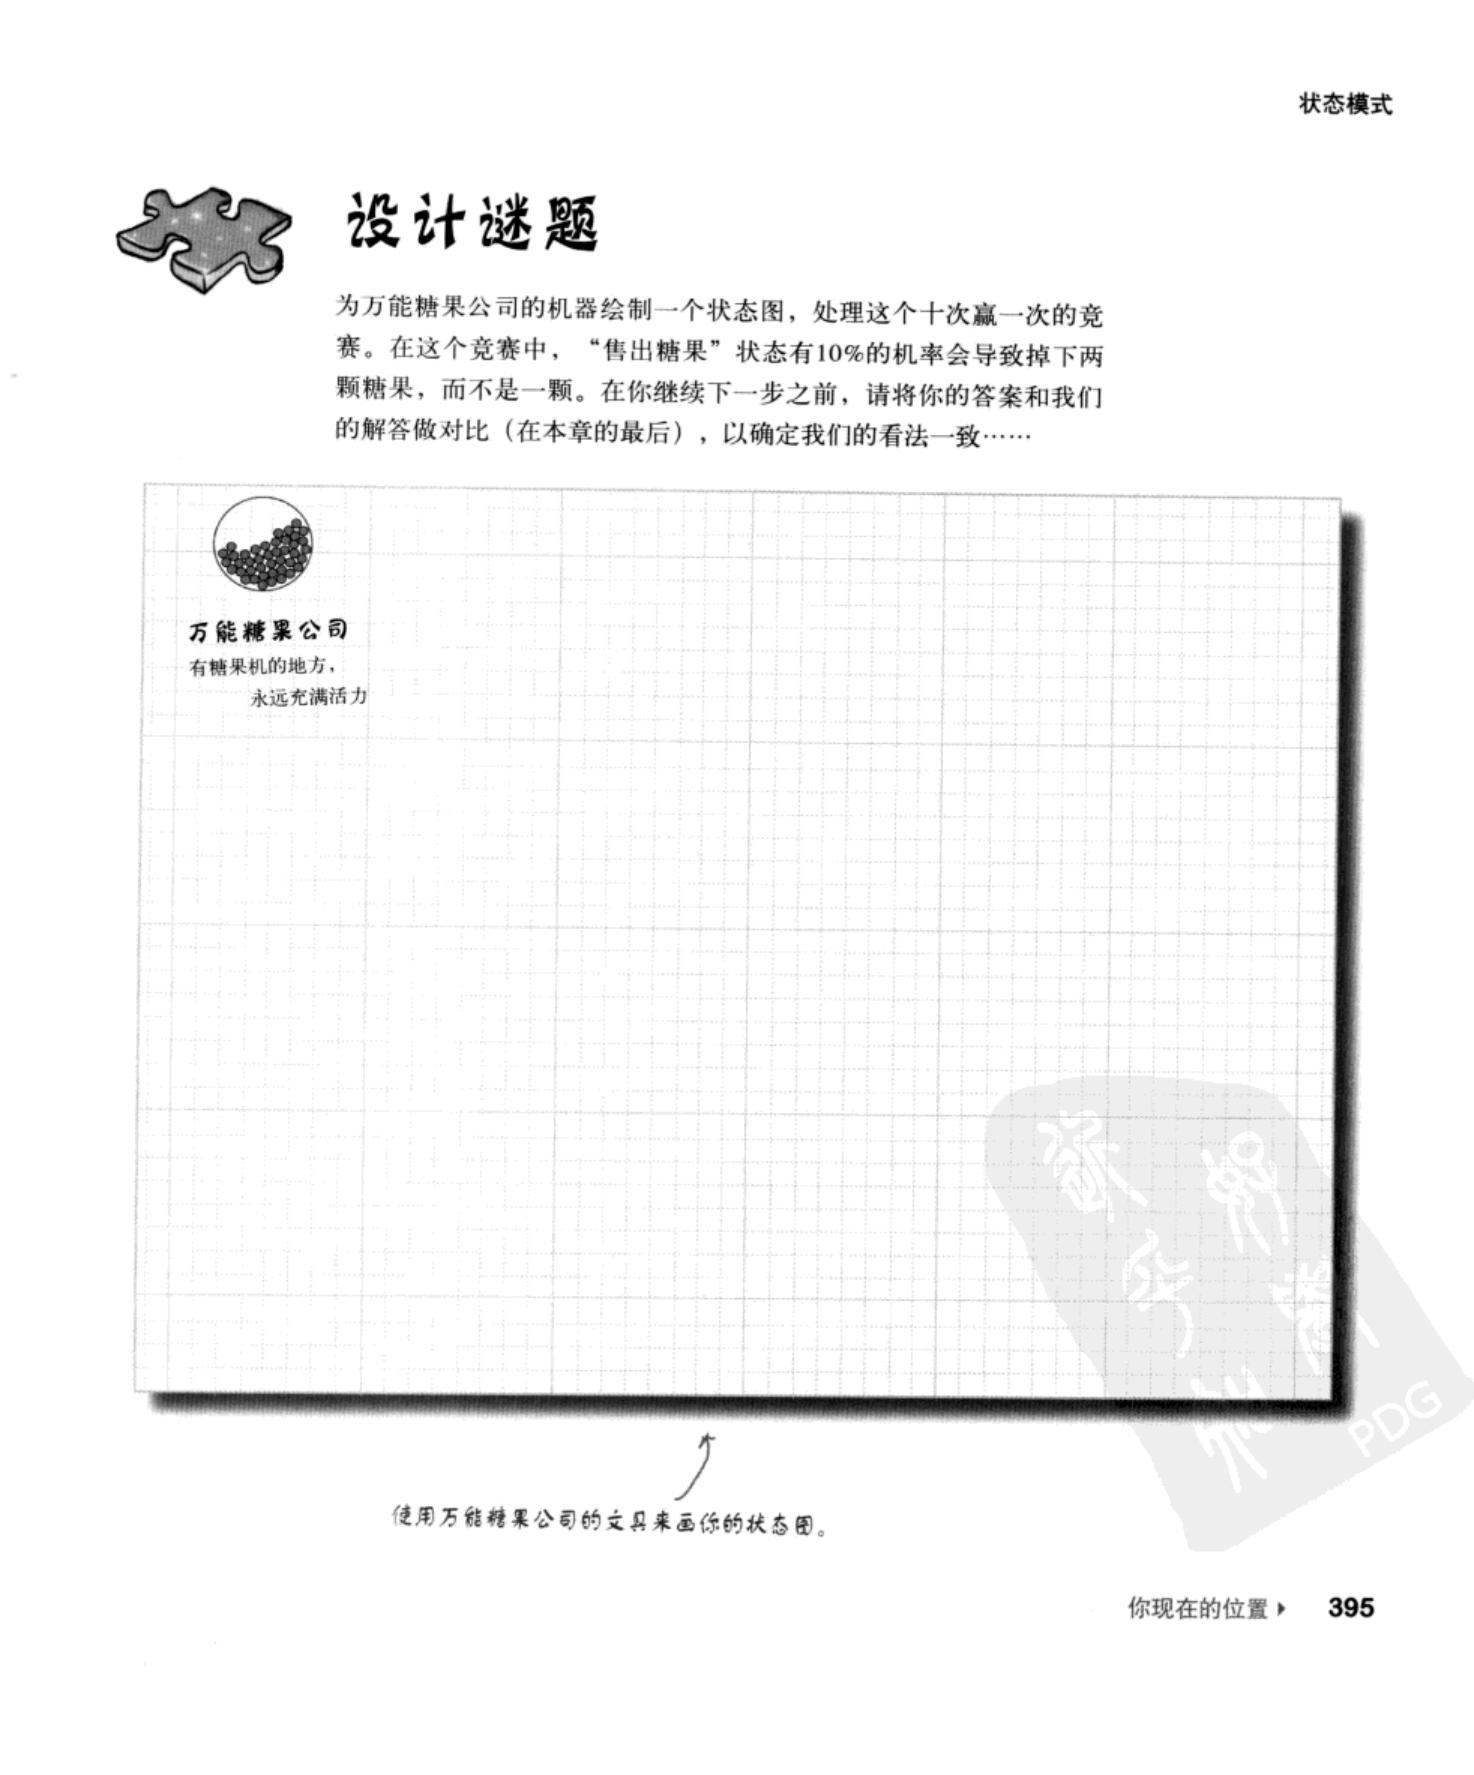 状态模式
设计谜题
为万能糖果公司的机器绘制一个状态图，处理这个十次赢一次的竞
赛。在这个竞赛中，“售出糖果”状态有10%的机率会导致掉下两
颗糖果，而不是一颗。在你继续下一步之前，请将你的答案和我们
的解答做对比（在本章的最后），以确定我们的看法一致……
万能糖果公司
有糖果机的地方，
永远充满活力
使用万能糖果公司的文具来画你的状态图。
PDG
你现在的位置 395